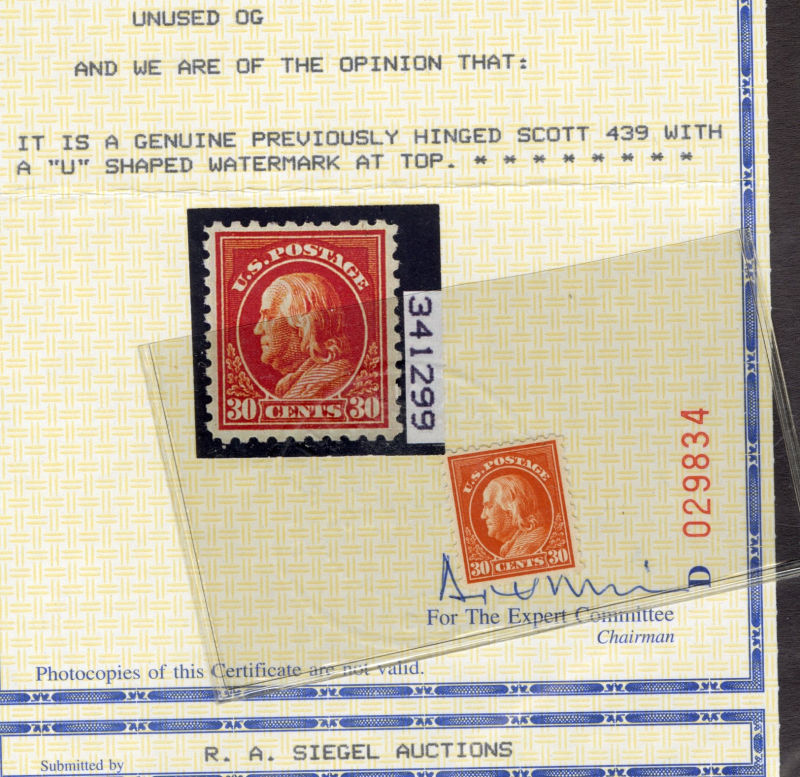 UNUSED OG
AND WE ARE OF THE OPINION THAT:
IT IS A GENUINE PREVIOUSLY HINGED SCOTT 439 WITH
A "U" SHAPED WATERMARK AT TOP. * * * * * * * *
U.S. POSTAGE
30 CENTS 30
341299
U.S. POSTAGE
30 CENTS 30
D 029834
For The Expert Committee
Chairman
Photocopies of this Certificate are not valid.
Submitted by R. A. SIEGEL AUCTIONS